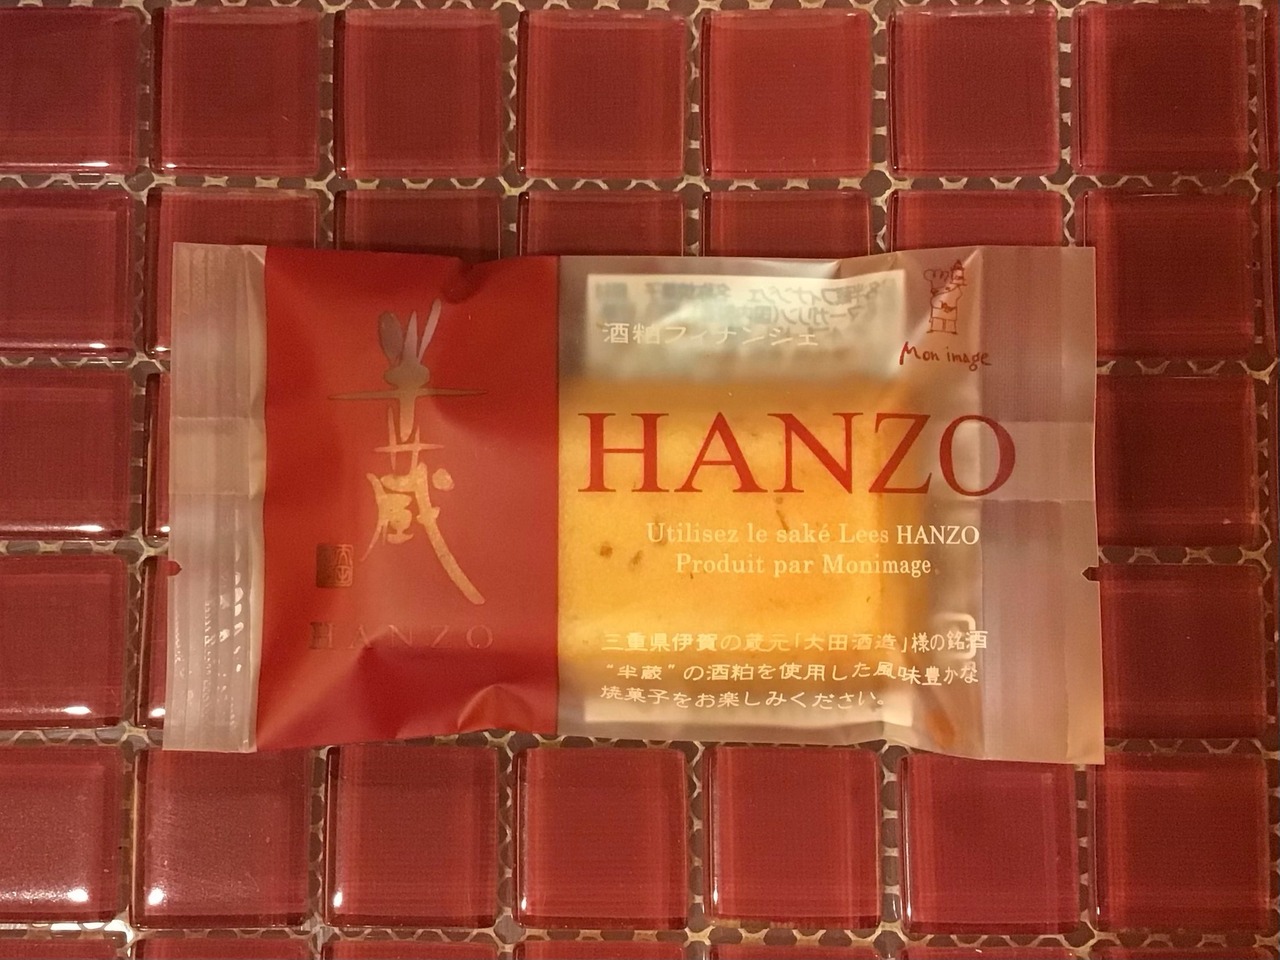 半蔵
HANZO
酒粕フィナンシェ
Mon image
HANZO
Utilisez le saké Lees HANZO
Produit par Monimage
三重県伊賀の蔵元「大田酒造」様の銘酒
“半蔵”の酒粕を使用した風味豊かな
焼菓子をお楽しみください。